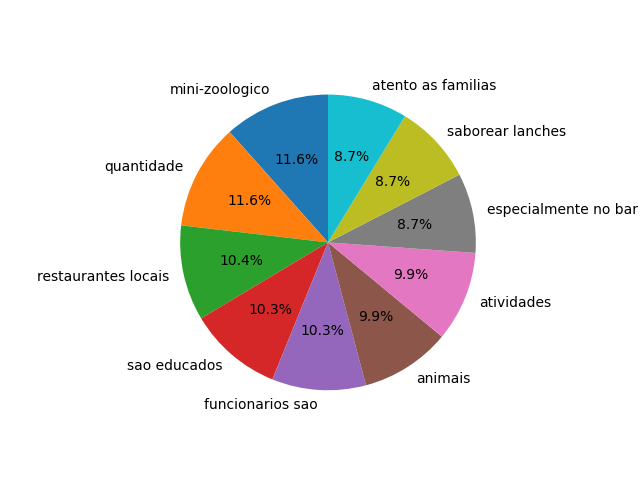 atento as familias
mini-zoologico
saborear lanches
8.7%
11.6%
quantidade
8.7%
11.6%
especialmente no bar
8.7%
restaurantes locais
10.4%
9.9%
atividades
10.3%
9.9%
10.3%
sao educados
animais
funcionarios sao